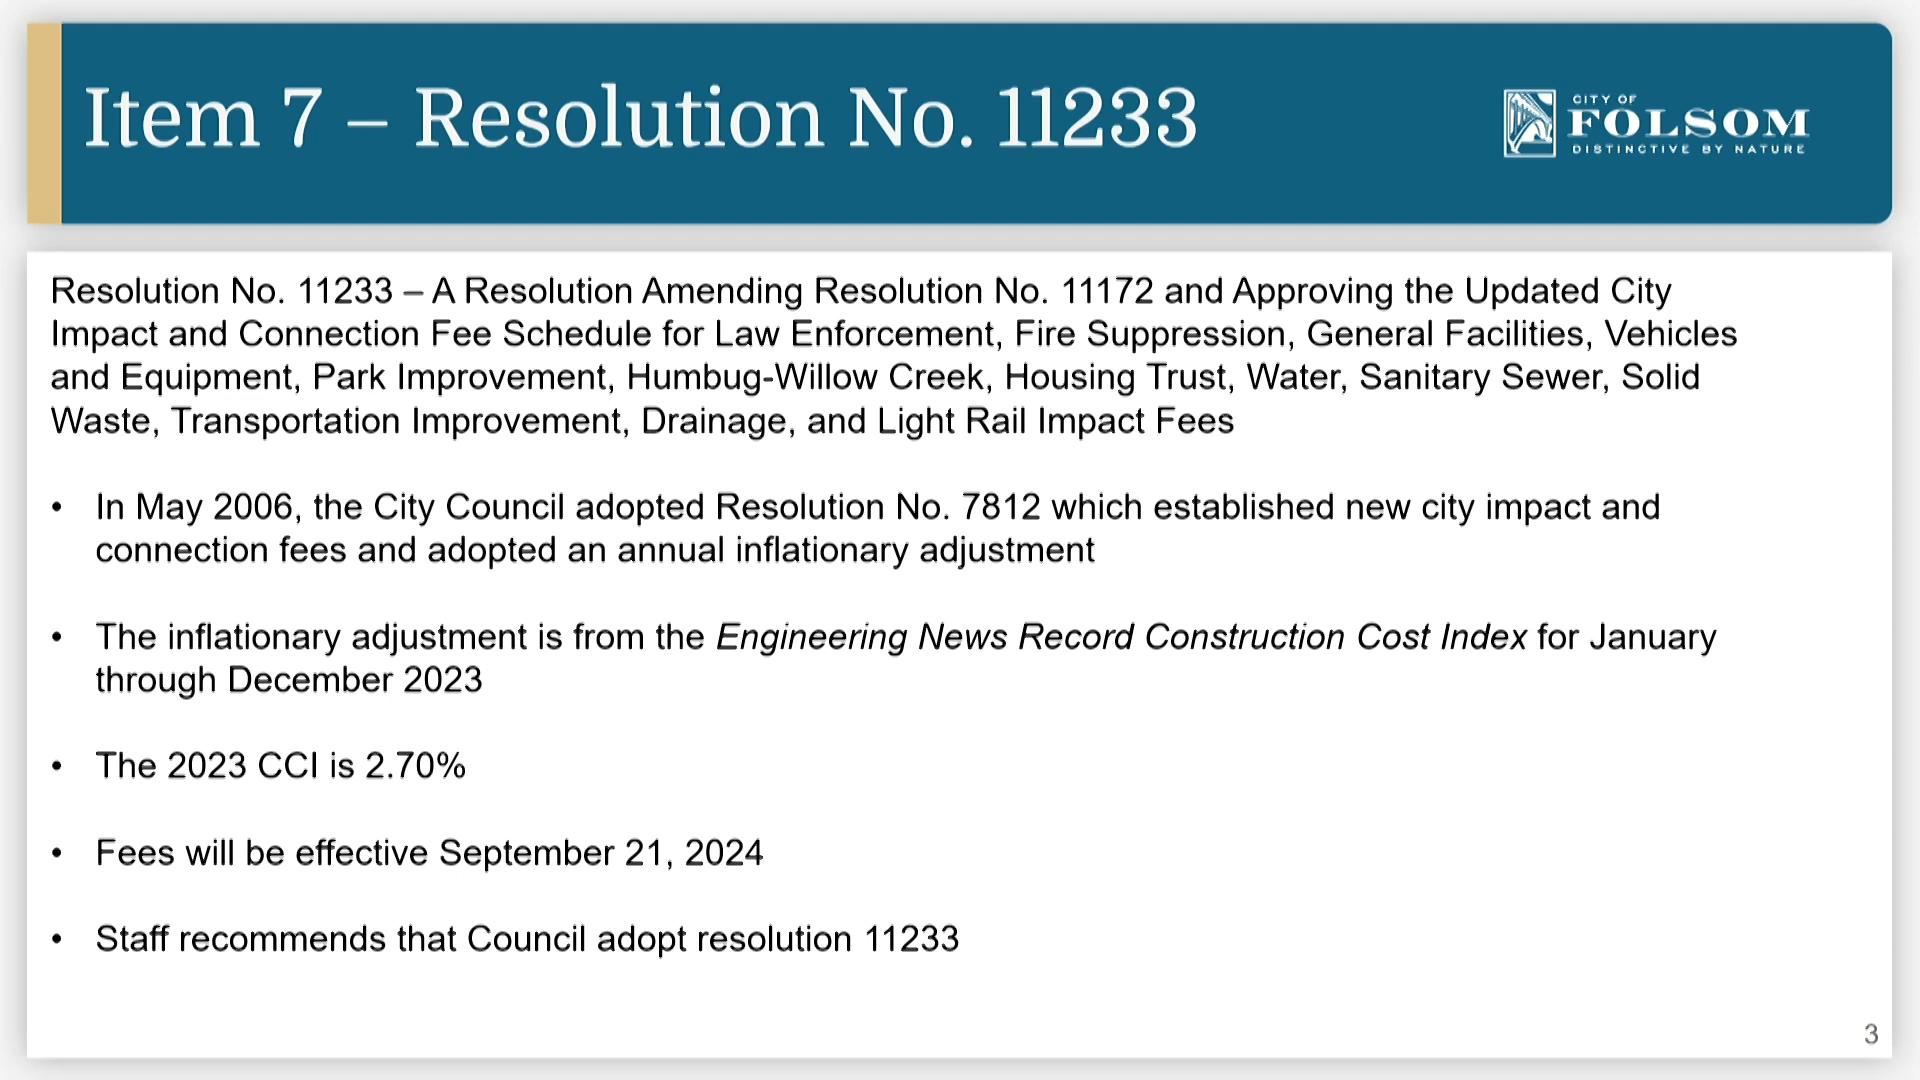 Item 7 – Resolution No. 11233
CITY OF
FOLSOM
DISTINCTIVE BY NATURE
Resolution No. 11233 – A Resolution Amending Resolution No. 11172 and Approving the Updated City
Impact and Connection Fee Schedule for Law Enforcement, Fire Suppression, General Facilities, Vehicles
and Equipment, Park Improvement, Humbug-Willow Creek, Housing Trust, Water, Sanitary Sewer, Solid
Waste, Transportation Improvement, Drainage, and Light Rail Impact Fees
• In May 2006, the City Council adopted Resolution No. 7812 which established new city impact and
connection fees and adopted an annual inflationary adjustment
• The inflationary adjustment is from the Engineering News Record Construction Cost Index for January
through December 2023
• The 2023 CCI is 2.70%
• Fees will be effective September 21, 2024
• Staff recommends that Council adopt resolution 11233
3